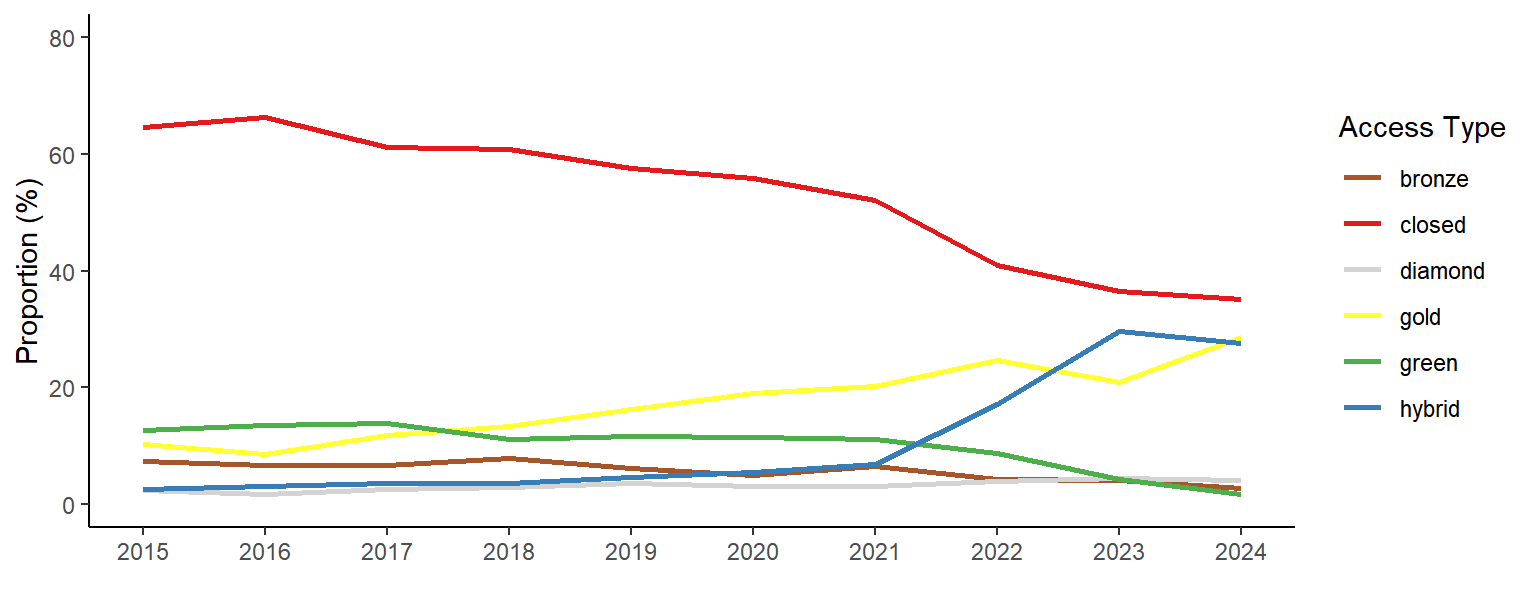 80
60
40
20
0
Proportion (%)
2015 2016 2017 2018 2019 2020 2021 2022 2023 2024
Access Type
bronze
closed
diamond
gold
green
hybrid